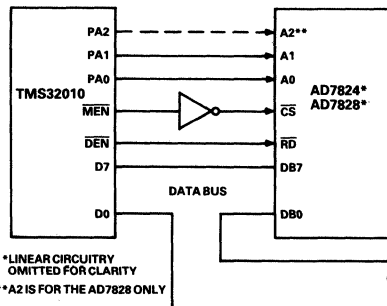 PA2 A2**
PA1 A1
PA0 A0
TMS32010 AD7824*
AD7828*
MEN CS
DEN RD
D7 DB7
DATA BUS
D0 DB0
*LINEAR CIRCUITRY
OMITTED FOR CLARITY
**A2 IS FOR THE AD7828 ONLY